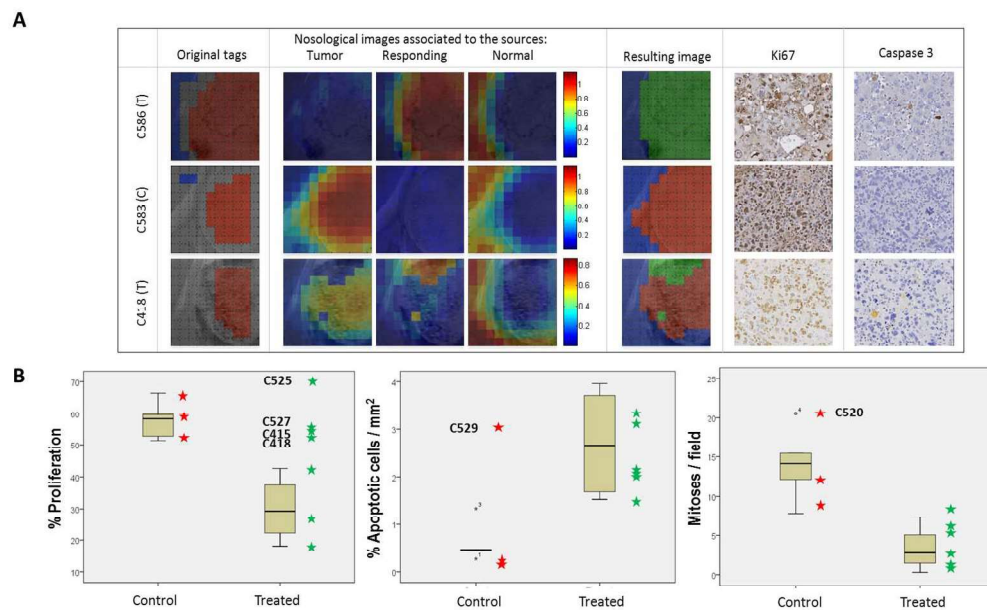 A
Nosological images associated to the sources:
Original tags Tumor Responding Normal Resulting image Ki67 Caspase 3
C586 (T)
1
0.8
0.6
0.4
0.2
C583 (C)
1
0.8
0.6
0.4
0.2
C418 (T)
0.8
0.6
0.4
0.2
B
% Proliferation
70
60
50
40
30
20
10
C525
C527
C415
C418
Control Treated
% Apoptotic cells / mm²
4
3
2
1
0
C529
3
1
Control Treated
Mitoses / field
25
20
15
10
5
0
4
C520
Control Treated